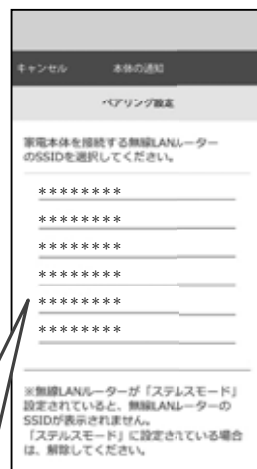 キャンセル 本体の通知
ペアリング設定
家電本体を接続する無線LANルーター
のSSIDを選択してください。
********
********
********
********
********
********
※無線LANルーターが「ステルスモード」
設定されていると、無線LANルーターの
SSIDが表示されません。
「ステルスモード」に設定されている場合
は、解除してください。